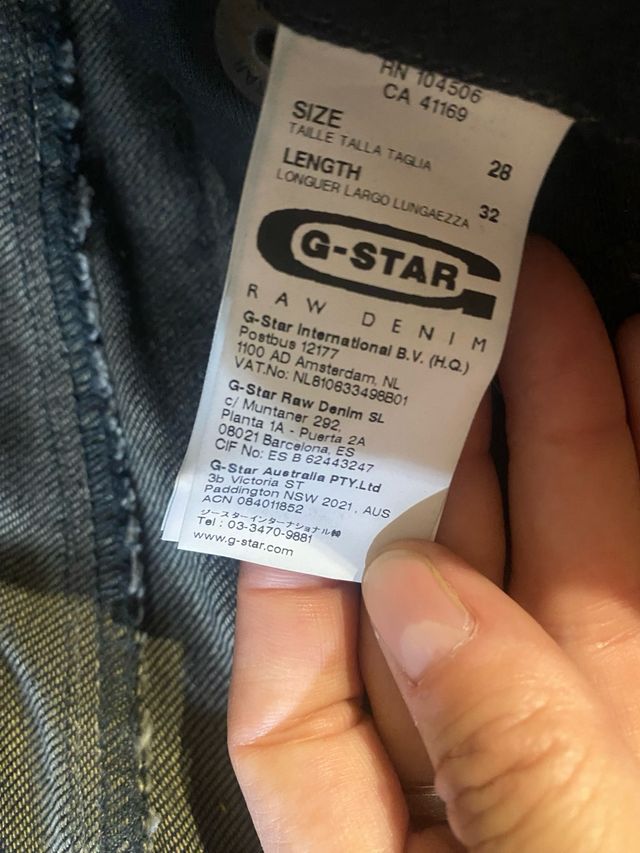 RN 104506
CA 41169
SIZE 28
TAILLE TALLA TAGLIA
LENGTH 32
LONGUER LARGO LUNGAEZZA
G-STAR
RAW DENIM
G-Star International B.V. (H.Q.)
Postbus 12177
1100 AD Amsterdam, NL
VAT.No: NL810633498B01
G-Star Raw Denim SL
c/ Muntaner 292,
Planta 1A - Puerta 2A
08021 Barcelona, ES
CIF No: ES B 62443247
G-Star Australia PTY.Ltd
3b Victoria ST
Paddington NSW 2021, AUS
ACN 084011852
ジースターインターナショナル㈱
Tel : 03-3470-9881
www.g-star.com